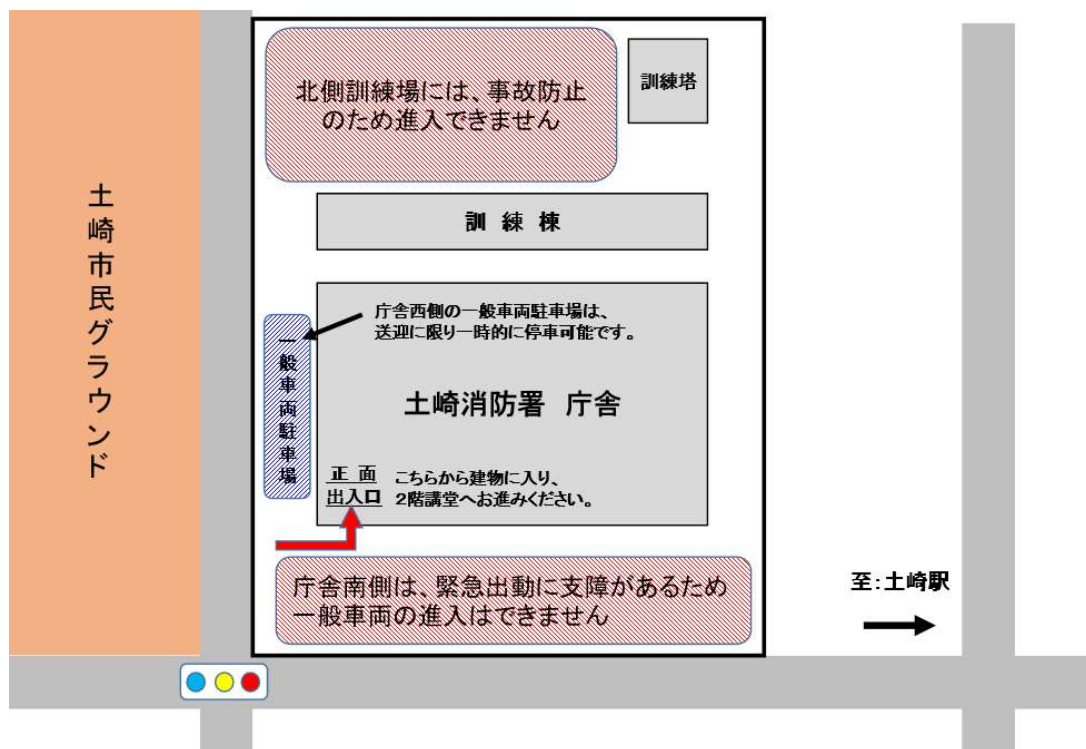 北側訓練場には、事故防止
のため進入できません
訓練塔
土崎市民グラウンド
訓 練 棟
庁舎西側の一般車両駐車場は、
送迎に限り一時的に停車可能です。
一般車両駐車場
土崎消防署 庁舎
正 面
出入口
こちらから建物に入り、
2階講堂へお進みください。
庁舎南側は、緊急出動に支障があるため
一般車両の進入はできません
至:土崎駅